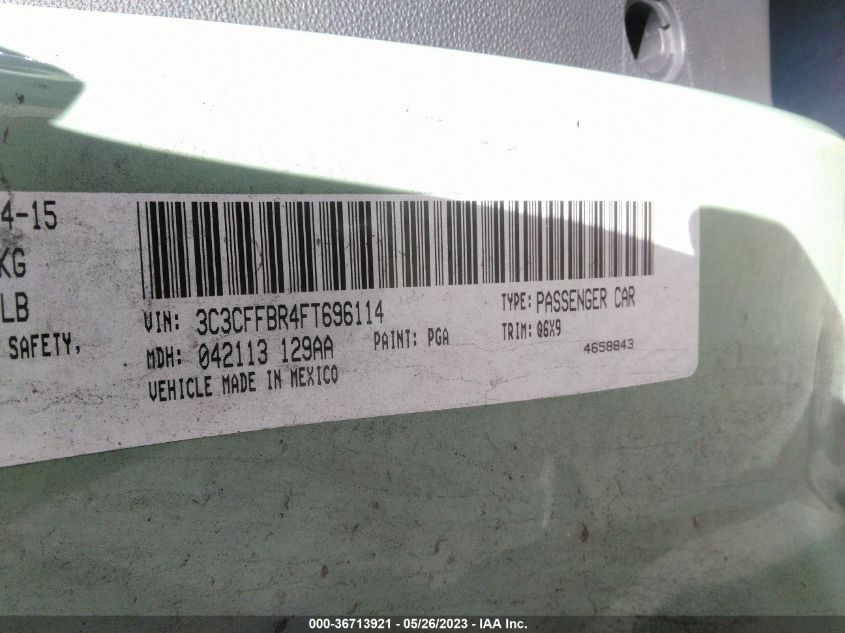 4-15
KG
LB
SAFETY,
VIN: 3C3CFFBR4FT696114
TYPE: PASSENGER CAR
MDH: 042113 129AA
PAINT: PGA
TRIM: Q6X9
4658843
VEHICLE MADE IN MEXICO
000-36713921 - 05/26/2023 - IAA Inc.